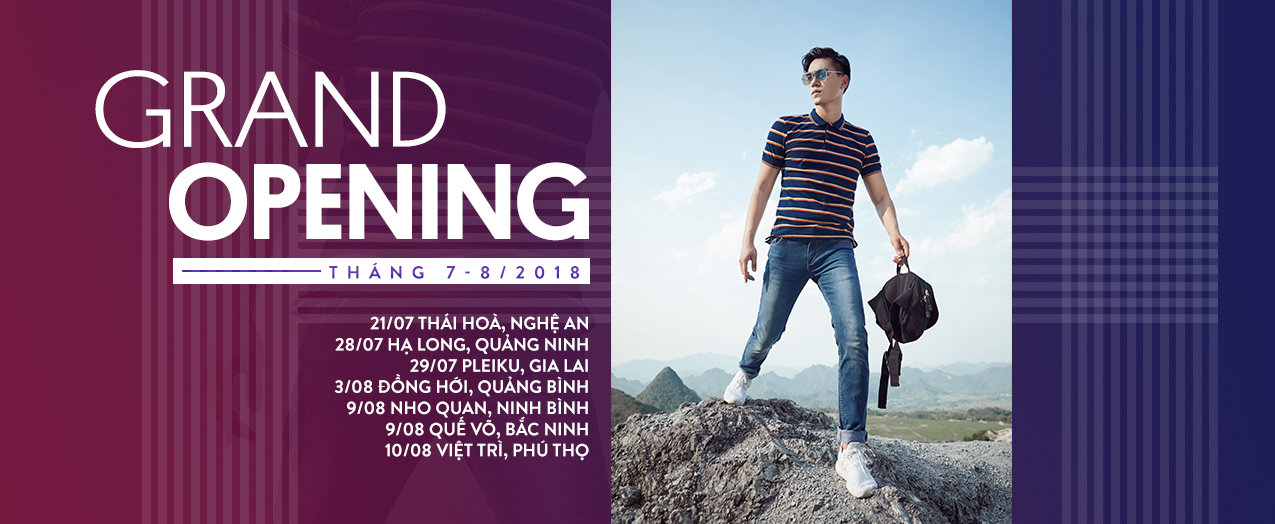 GRAND
OPENING
THÁNG 7-8/2018
21/07 THÁI HOÀ, NGHỆ AN
28/07 HẠ LONG, QUẢNG NINH
29/07 PLEIKU, GIA LAI
3/08 ĐỒNG HỚI, QUẢNG BÌNH
9/08 NHO QUAN, NINH BÌNH
9/08 QUẾ VÕ, BẮC NINH
10/08 VIỆT TRÌ, PHÚ THỌ